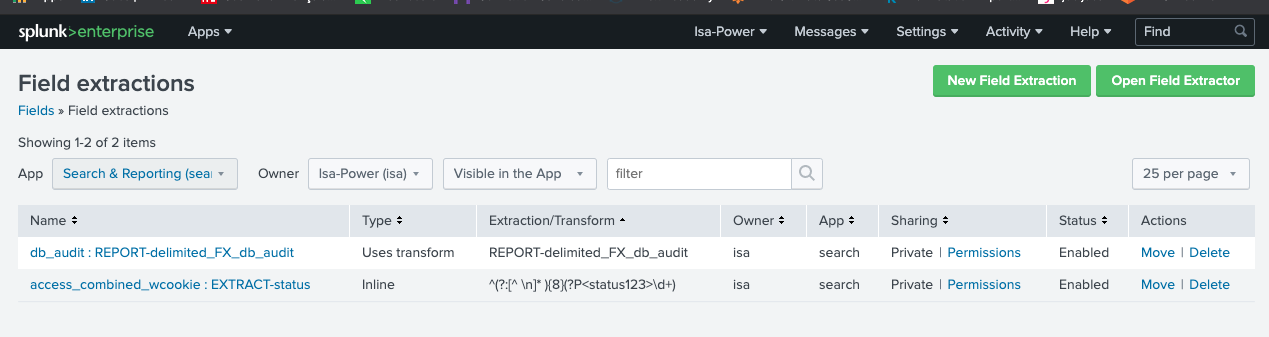 splunk>enterprise Apps Isa-Power Messages Settings Activity Help Find
Field extractions New Field Extraction Open Field Extractor
Fields » Field extractions
Showing 1-2 of 2 items
App Search & Reporting (sear Owner Isa-Power (isa) Visible in the App filter 25 per page
Name Type Extraction/Transform Owner App Sharing Status Actions
db_audit : REPORT-delimited_FX_db_audit Uses transform REPORT-delimited_FX_db_audit isa search Private | Permissions Enabled Move | Delete
access_combined_wcookie : EXTRACT-status Inline ^(?:[^ \n]* ){8}(?P<status123>\d+) isa search Private | Permissions Enabled Move | Delete